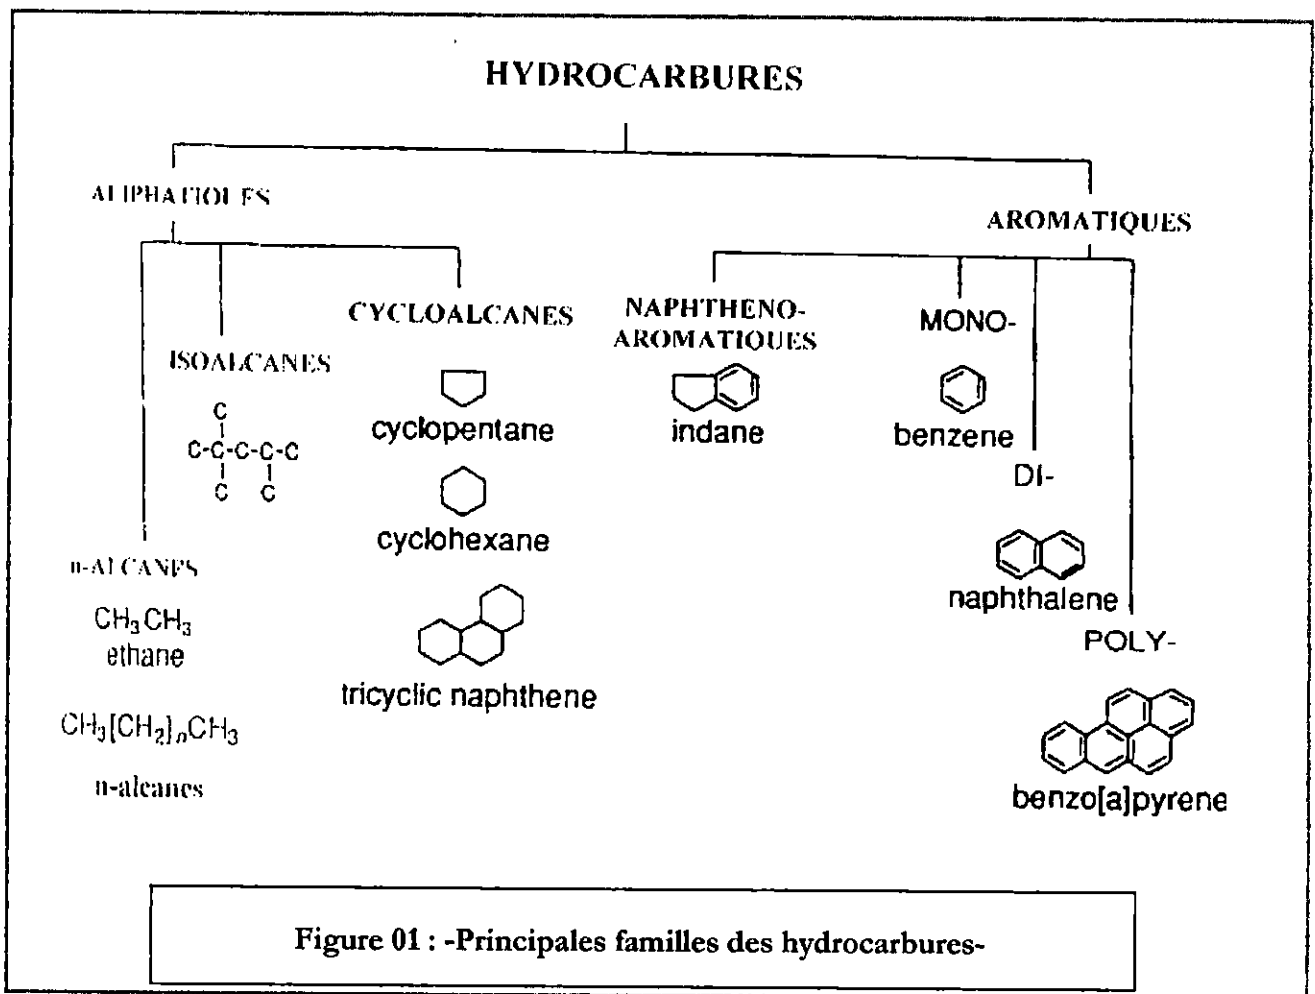 HYDROCARBURES
ALIPHATIQUES
AROMATIQUES
n-ALCANES
CH₃CH₃
ethane
CH₃[CH₂]ₙCH₃
n-alcanes
ISOALCANES
C
C-C-C-C-C
C C
CYCLOALCANES
cyclopentane
cyclohexane
tricyclic naphthene
NAPHTHENO-
AROMATIQUES
indane
MONO-
benzene
DI-
naphthalene
POLY-
benzo[a]pyrene
Figure 01 : -Principales familles des hydrocarbures-